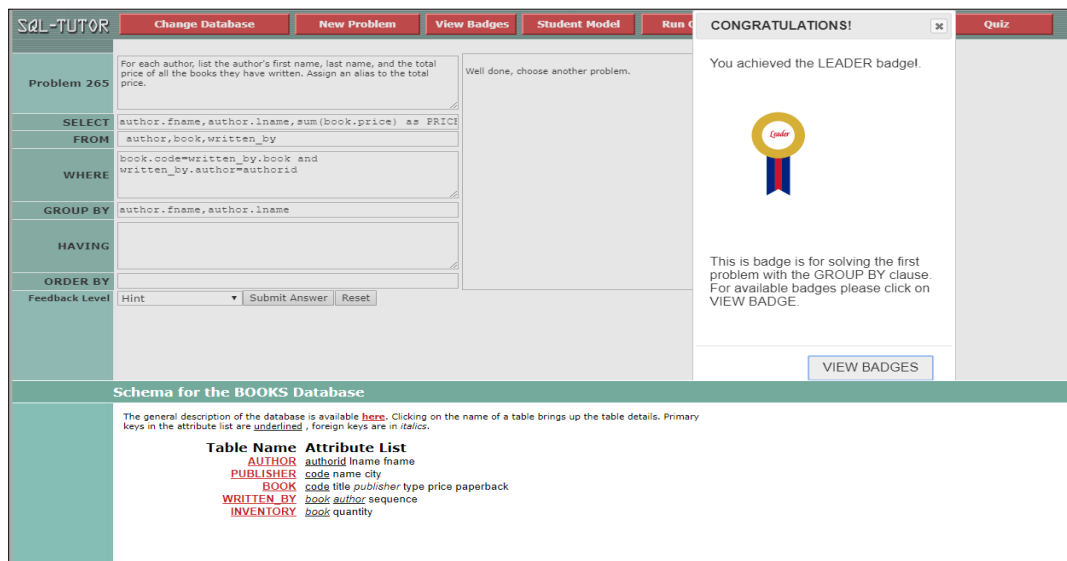 SQL-TUTOR
Change Database
New Problem
View Badges
Student Model
Run
Quiz
Problem 265
For each author, list the author's first name, last name, and the total
price of all the books they have written. Assign an alias to the total
price.
Well done, choose another problem.
SELECT
author.fname,author.lname,sum(book.price) as PRICE
FROM
author,book,written_by
WHERE
book.code=written_by.book and
written_by.author=authorid
GROUP BY
author.fname,author.lname
HAVING
ORDER BY
Feedback Level
Hint
Submit Answer
Reset
CONGRATULATIONS!
You achieved the LEADER badge!.
Leader
This is badge is for solving the first
problem with the GROUP BY clause.
For available badges please click on
VIEW BADGE.
VIEW BADGES
Schema for the BOOKS Database
The general description of the database is available here. Clicking on the name of a table brings up the table details. Primary
keys in the attribute list are underlined , foreign keys are in italics.
Table Name Attribute List
AUTHOR authorid lname fname
PUBLISHER code name city
BOOK code title publisher type price paperback
WRITTEN_BY book author sequence
INVENTORY book quantity